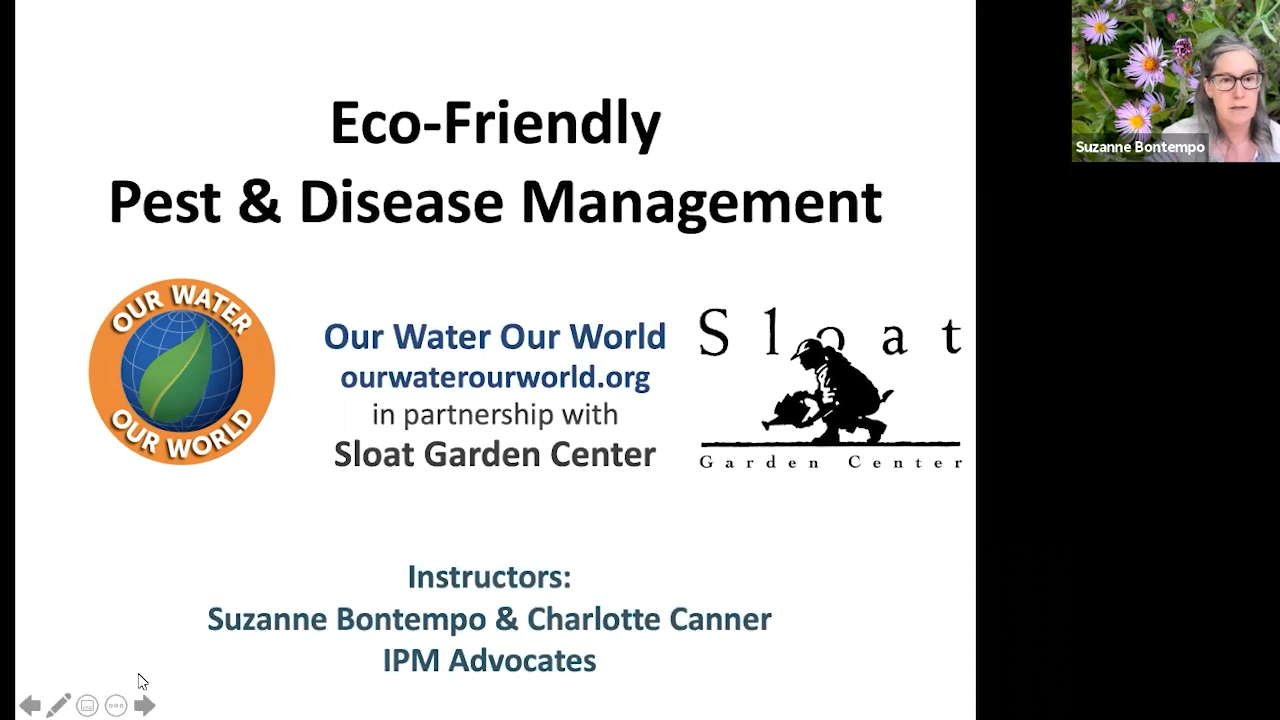 Eco-Friendly
Pest & Disease Management
OUR WATER
OUR WORLD
Our Water Our World
ourwaterourworld.org
in partnership with
Sloat Garden Center
Sloat
Garden Center
Instructors:
Suzanne Bontempo & Charlotte Canner
IPM Advocates
Suzanne Bontempo